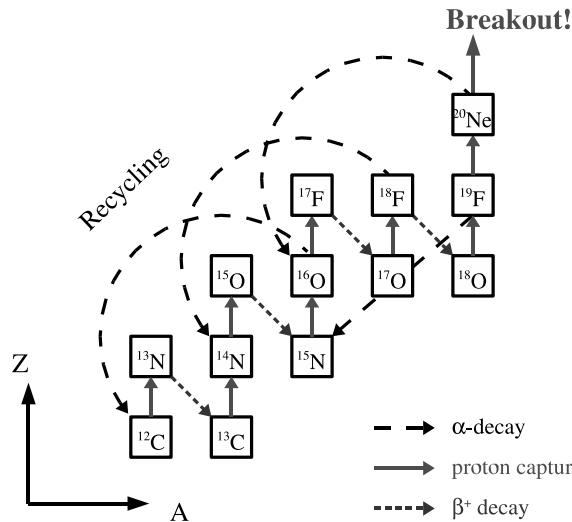 Breakout!
²⁰Ne
Recycling
¹⁷F
¹⁸F
¹⁹F
¹⁵O
¹⁶O
¹⁷O
¹⁸O
¹³N
¹⁴N
¹⁵N
Z
¹²C
¹³C
α-decay
proton captur
A
β⁺ decay